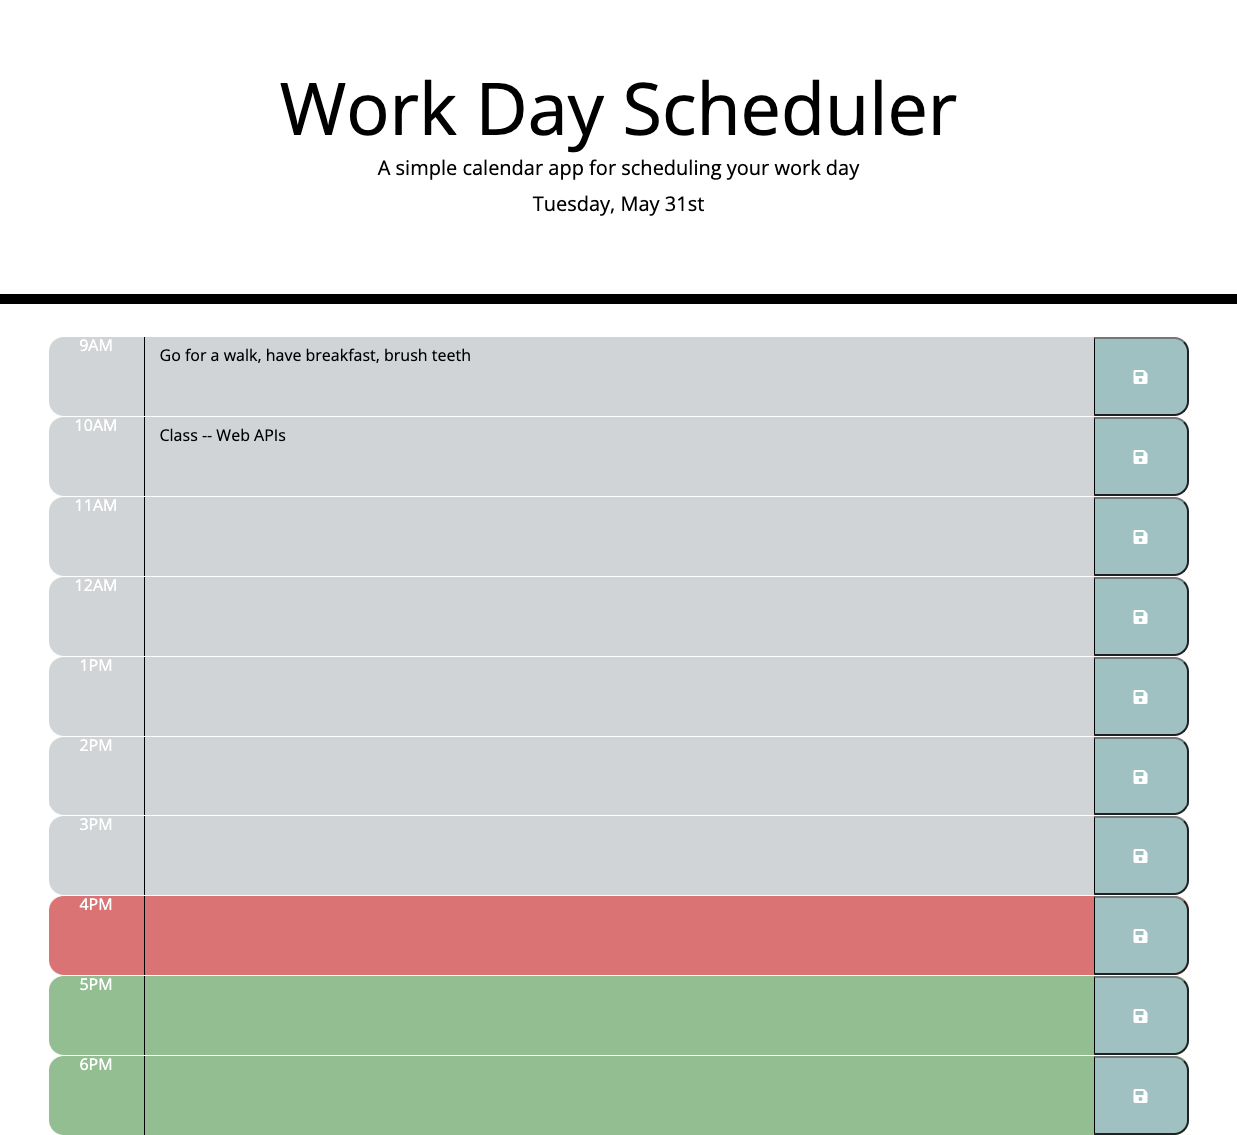 Work Day Scheduler
A simple calendar app for scheduling your work day
Tuesday, May 31st
9AM
Go for a walk, have breakfast, brush teeth
10AM
Class -- Web APIs
11AM
12AM
1PM
2PM
3PM
4PM
5PM
6PM